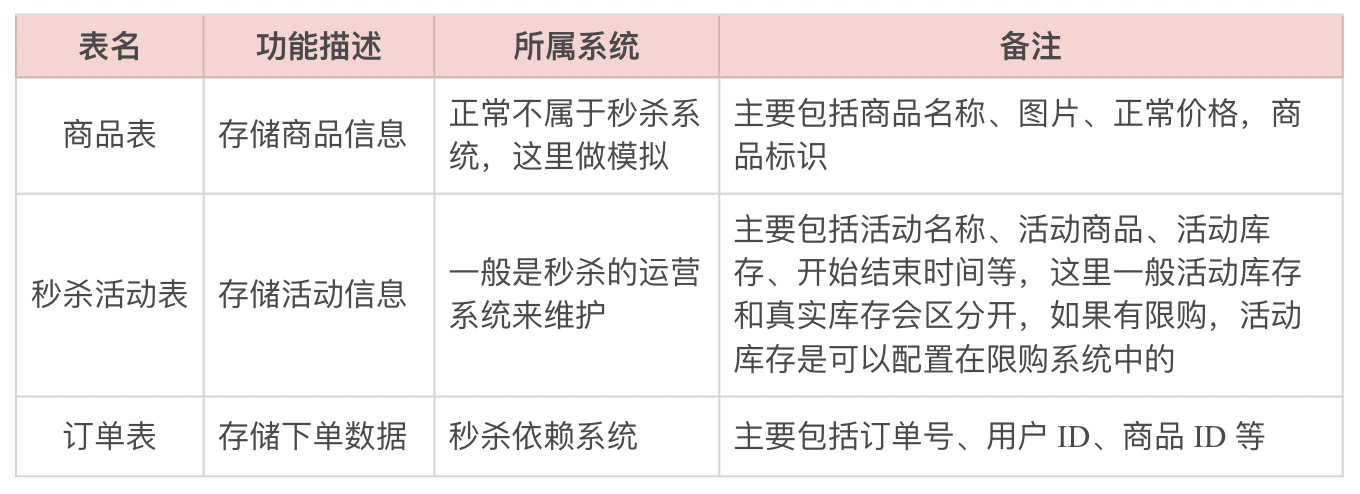 表名 功能描述 所属系统 备注
商品表 存储商品信息 正常不属于秒杀系
统，这里做模拟 主要包括商品名称、图片、正常价格，商
品标识
秒杀活动表 存储活动信息 一般是秒杀的运营
系统来维护 主要包括活动名称、活动商品、活动库
存、开始结束时间等，这里一般活动库存
和真实库存会区分开，如果有限购，活动
库存是可以配置在限购系统中的
订单表 存储下单数据 秒杀依赖系统 主要包括订单号、用户 ID、商品 ID 等